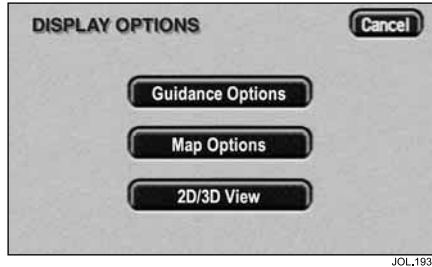 DISPLAY OPTIONS
Cancel
Guidance Options
Map Options
2D/3D View
JOL.193